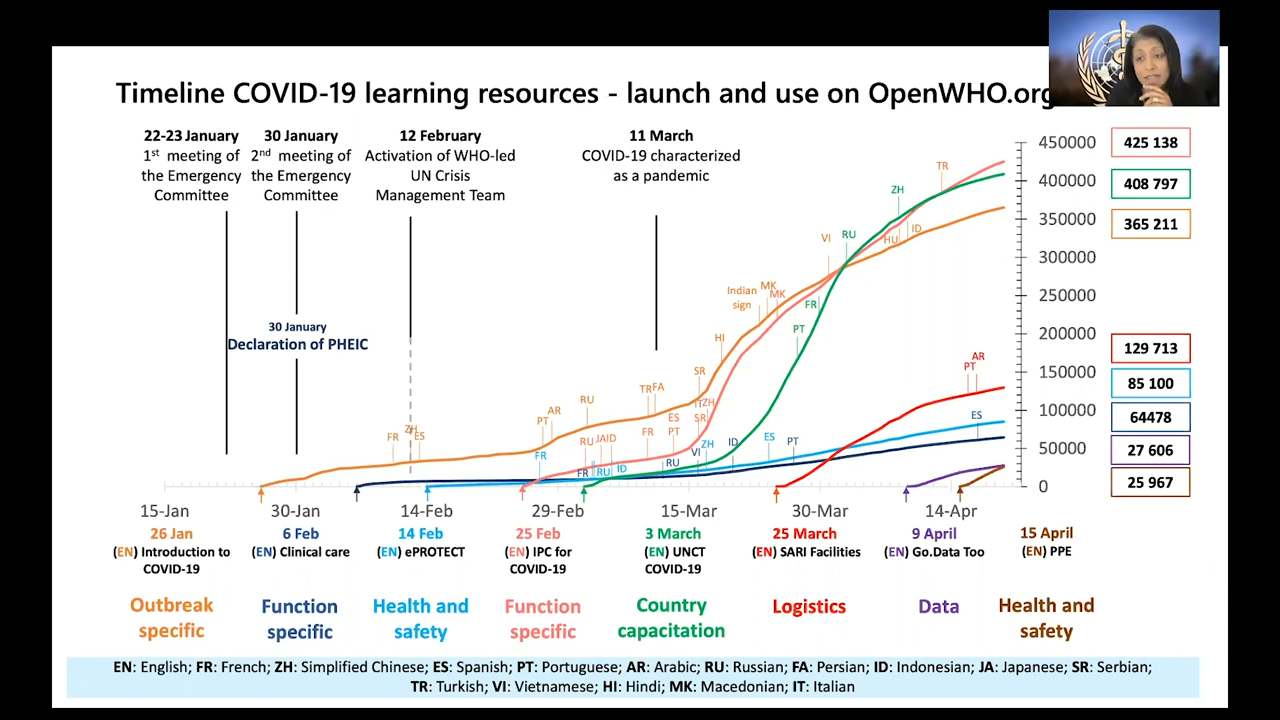 Timeline COVID-19 learning resources - launch and use on OpenWHO.org
22-23 January
1st meeting of
the Emergency
Committee
30 January
2nd meeting of
the Emergency
Committee
12 February
Activation of WHO-led
UN Crisis
Management Team
11 March
COVID-19 characterized
as a pandemic
30 January
Declaration of PHEIC
450000
400000
350000
300000
250000
200000
150000
100000
50000
0
425 138
408 797
365 211
129 713
85 100
64478
27 606
25 967
FR
ZH
ES
PT
AR
RU
TR
FA
SR
HI
Indian
sign
MK
VI
HU
ID
TR
RU
JA
ID
FR
ES
PT
IT
ZH
SR
MK
FR
PT
FR
RU
ZH
FR
RU
ID
ZH
ES
FR
RU
VI
ID
PT
ES
PT
AR
15-Jan
30-Jan
14-Feb
29-Feb
15-Mar
30-Mar
14-Apr
26 Jan
(EN) Introduction to
COVID-19
6 Feb
(EN) Clinical care
14 Feb
(EN) ePROTECT
25 Feb
(EN) IPC for
COVID-19
3 March
(EN) UNCT
COVID-19
25 March
(EN) SARI Facilities
9 April
(EN) Go.Data Too
15 April
(EN) PPE
Outbreak
specific
Function
specific
Health and
safety
Function
specific
Country
capacitation
Logistics
Data
Health and
safety
EN: English; FR: French; ZH: Simplified Chinese; ES: Spanish; PT: Portuguese; AR: Arabic; RU: Russian; FA: Persian; ID: Indonesian; JA: Japanese; SR: Serbian;
TR: Turkish; VI: Vietnamese; HI: Hindi; MK: Macedonian; IT: Italian